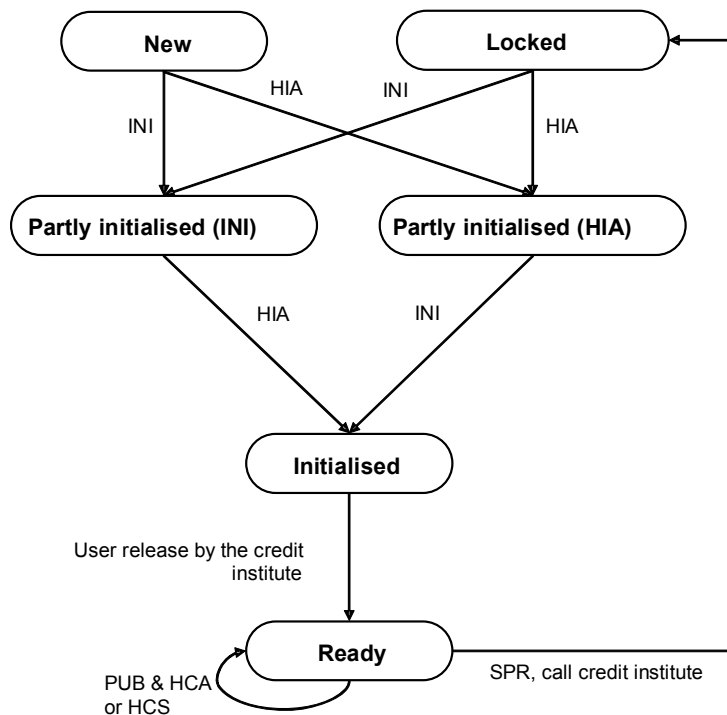 New
Locked
HIA
INI
INI
HIA
Partly initialised (INI)
Partly initialised (HIA)
HIA
INI
Initialised
User release by the credit
institute
Ready
SPR, call credit institute
PUB & HCA
or HCS